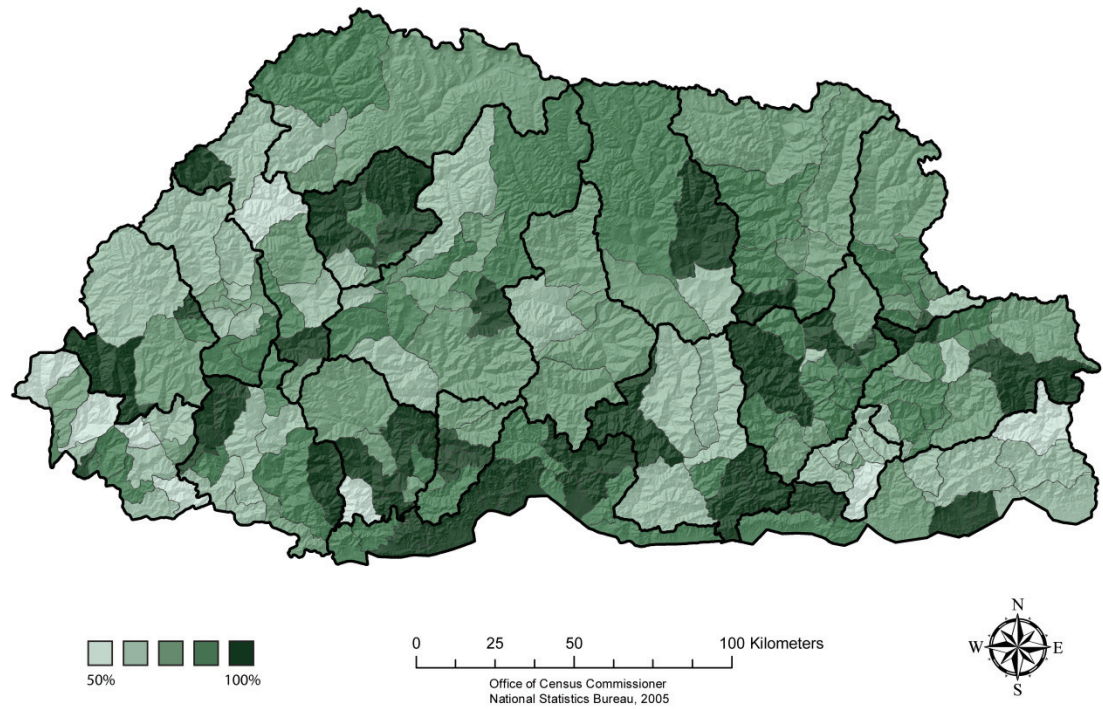 N
W E
S
50% 100%
0 25 50 100 Kilometers
Office of Census Commissioner
National Statistics Bureau, 2005